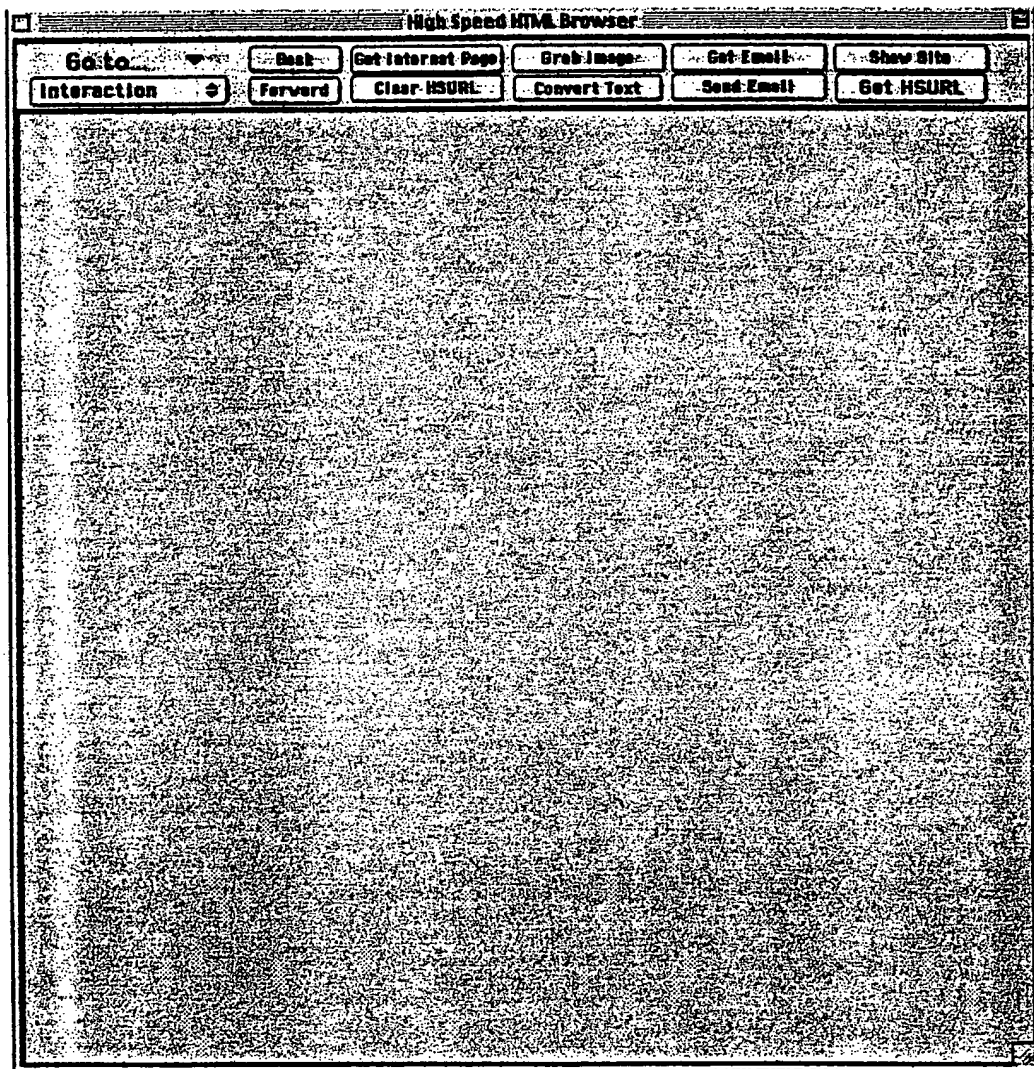 High Speed HTML Browser
Go to... Back Get Internet Page Grab Image Get Email Show Site
Interaction Forward Clear HSURL Convert Text Send Email Get HSURL